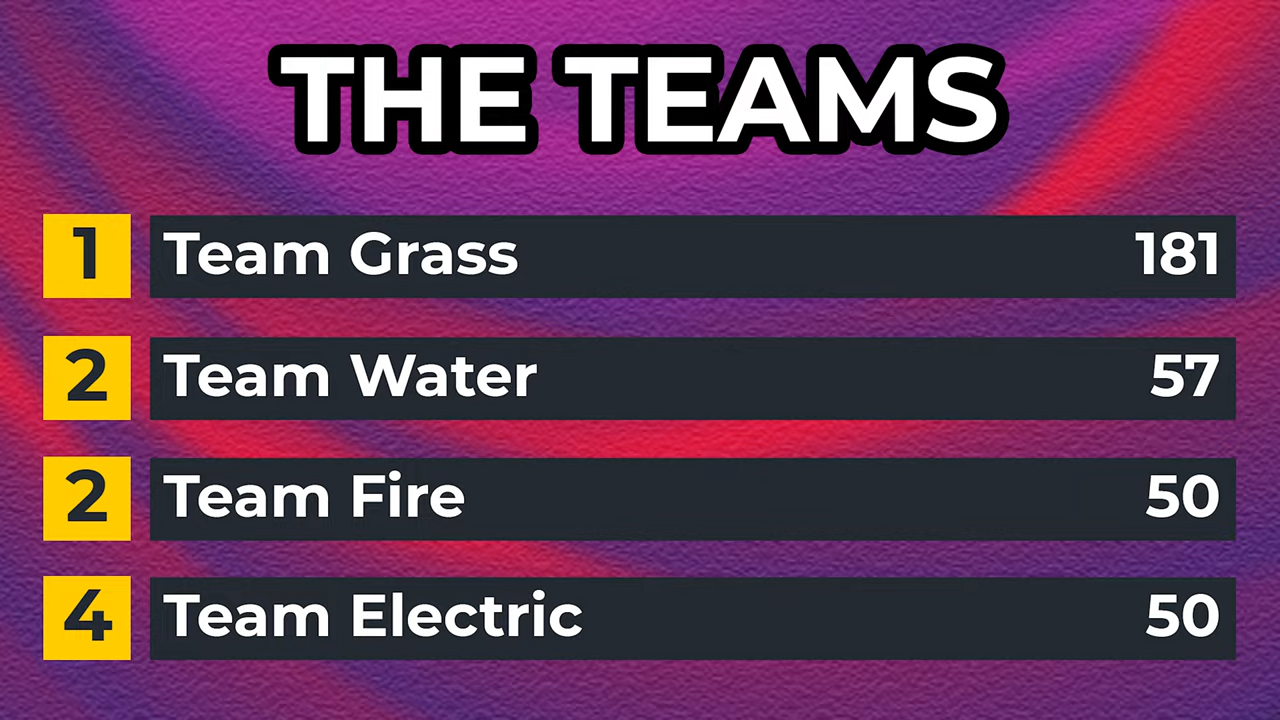 THE TEAMS
1 Team Grass 181
2 Team Water 57
2 Team Fire 50
4 Team Electric 50